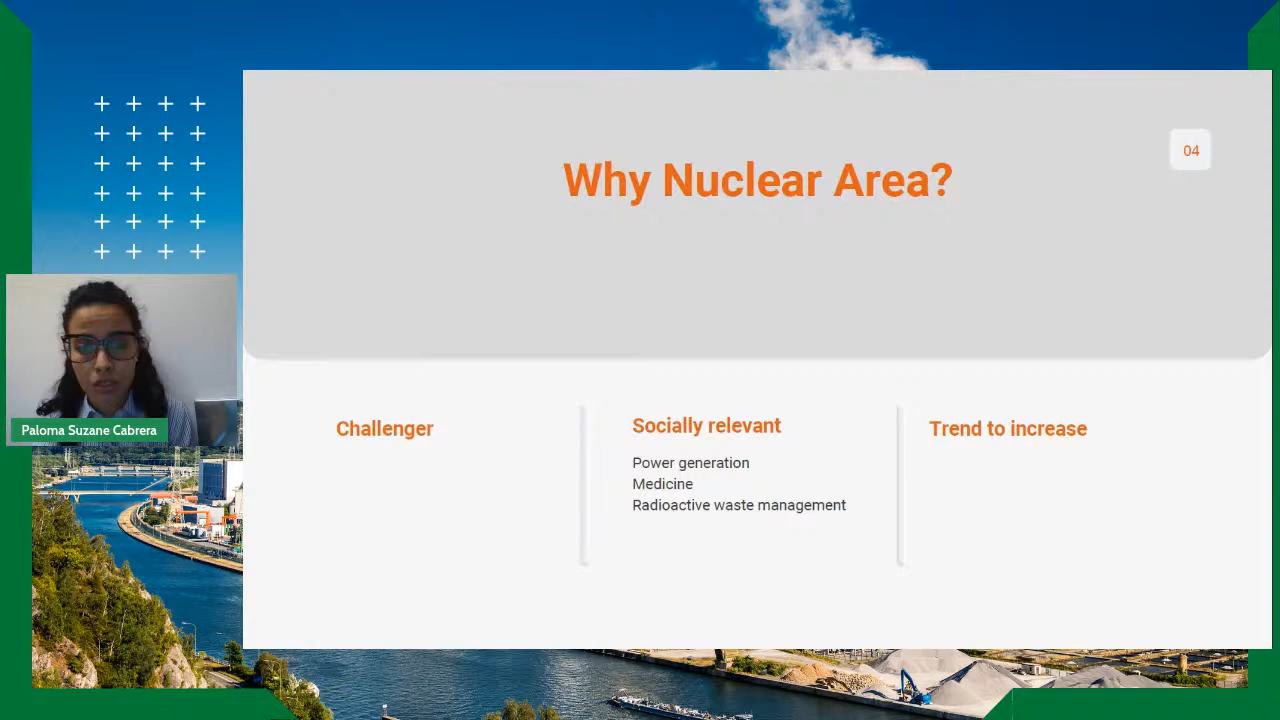 04
Why Nuclear Area?
Paloma Suzane Cabrera
Challenger
Socially relevant
Power generation
Medicine
Radioactive waste management
Trend to increase